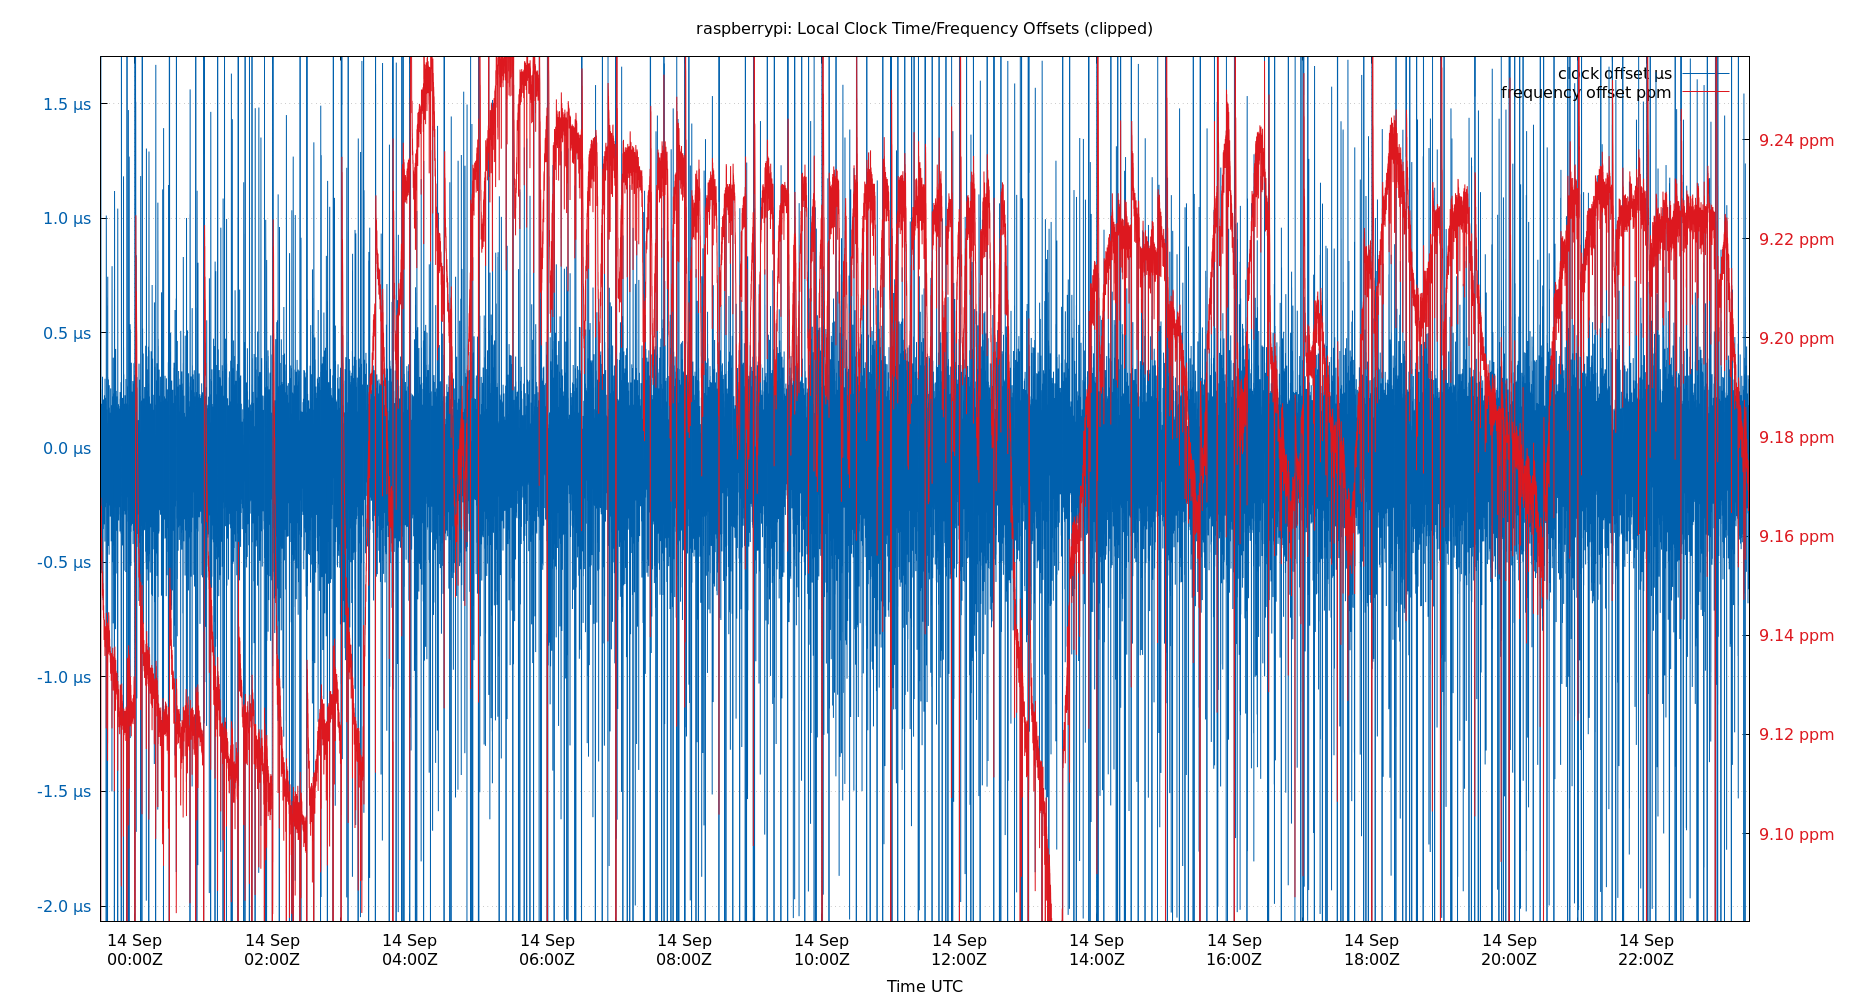 raspberrypi: Local Clock Time/Frequency Offsets (clipped)
clock offset µs
frequency offset ppm
1.5 µs
1.0 µs
0.5 µs
0.0 µs
-0.5 µs
-1.0 µs
-1.5 µs
-2.0 µs
9.24 ppm
9.22 ppm
9.20 ppm
9.18 ppm
9.16 ppm
9.14 ppm
9.12 ppm
9.10 ppm
14 Sep 14 Sep 14 Sep 14 Sep 14 Sep 14 Sep 14 Sep 14 Sep 14 Sep 14 Sep 14 Sep 14 Sep
00:00Z 02:00Z 04:00Z 06:00Z 08:00Z 10:00Z 12:00Z 14:00Z 16:00Z 18:00Z 20:00Z 22:00Z
Time UTC